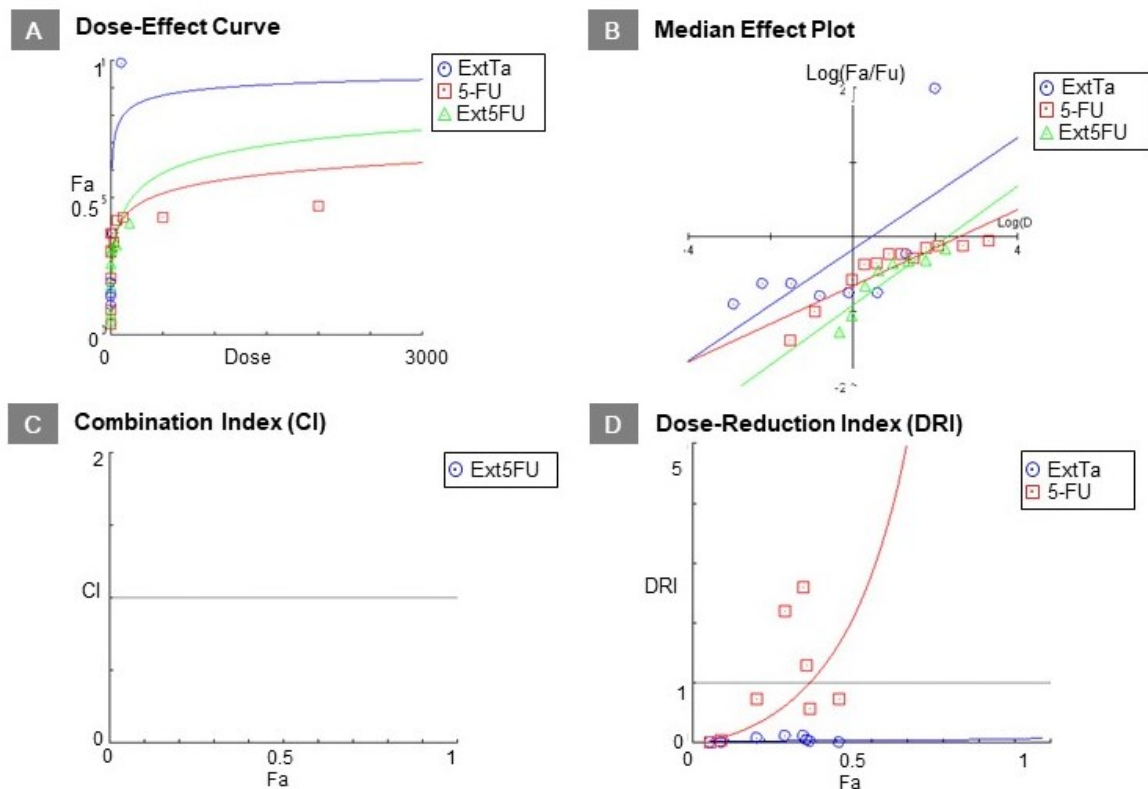 A Dose-Effect Curve
1
Fa
0.5
0
0
Dose
3000
ExtTa
5-FU
Ext5FU
B Median Effect Plot
Log(Fa/Fu)
2
-4
4
Log(D
-2
ExtTa
5-FU
Ext5FU
C Combination Index (CI)
2
CI
0
0
0.5
1
Fa
Ext5FU
D Dose-Reduction Index (DRI)
5
DRI
1
0
0
0.5
1
Fa
ExtTa
5-FU